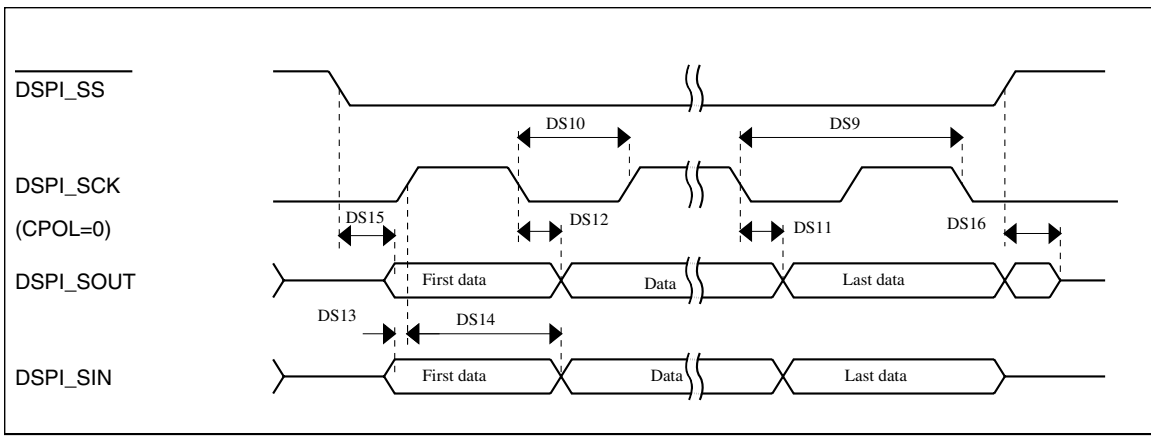 DSPI_SS
DS10
DS9
DSPI_SCK
(CPOL=0)
DS15
DS12
DS11
DS16
DSPI_SOUT
First data
Data
Last data
DS13
DS14
DSPI_SIN
First data
Data
Last data